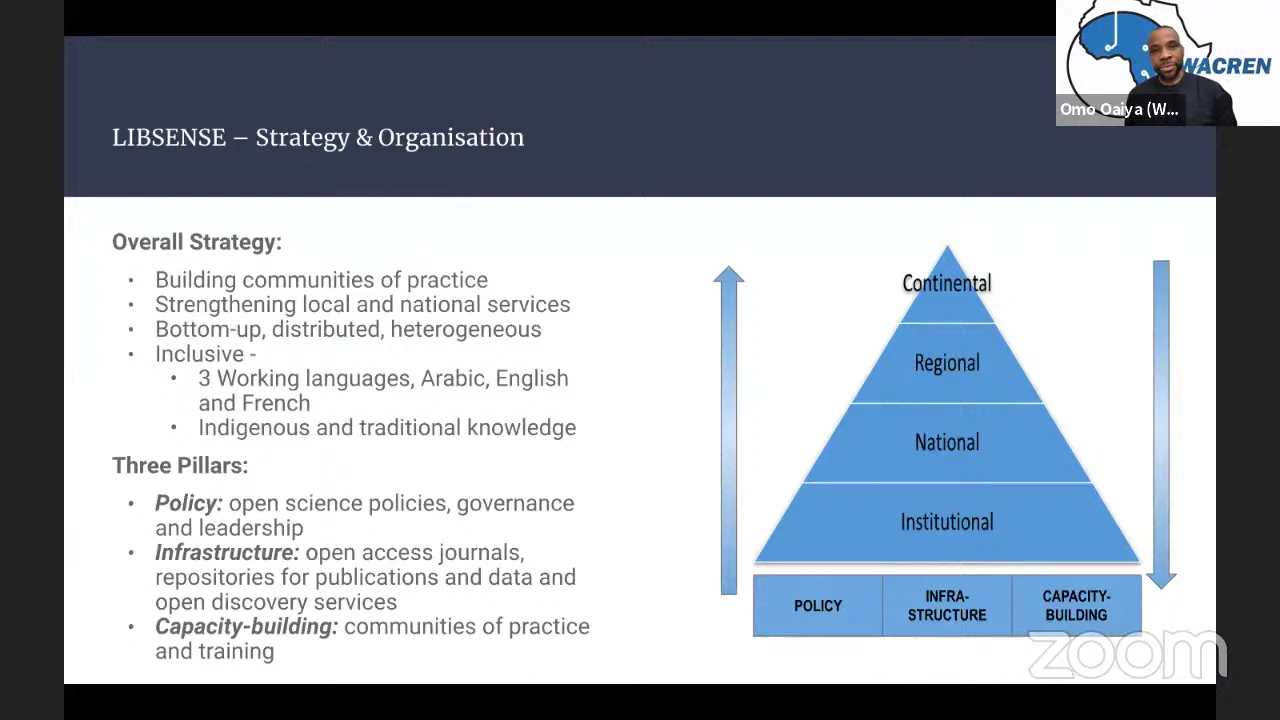 WACREN
Omo Oaiya (W...
LIBSENSE – Strategy & Organisation
Overall Strategy:
• Building communities of practice
• Strengthening local and national services
• Bottom-up, distributed, heterogeneous
• Inclusive -
• 3 Working languages, Arabic, English
and French
• Indigenous and traditional knowledge
Three Pillars:
• Policy: open science policies, governance
and leadership
• Infrastructure: open access journals,
repositories for publications and data and
open discovery services
• Capacity-building: communities of practice
and training
Continental
Regional
National
Institutional
POLICY
INFRA-
STRUCTURE
CAPACITY-
BUILDING
zoom